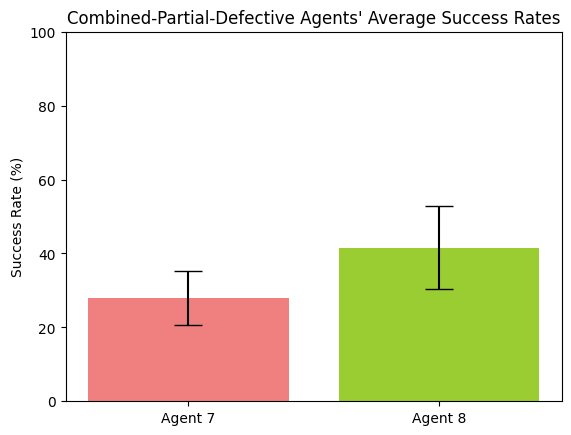 Combined-Partial-Defective Agents' Average Success Rates
100
80
60
40
20
0
Success Rate (%)
Agent 7
Agent 8